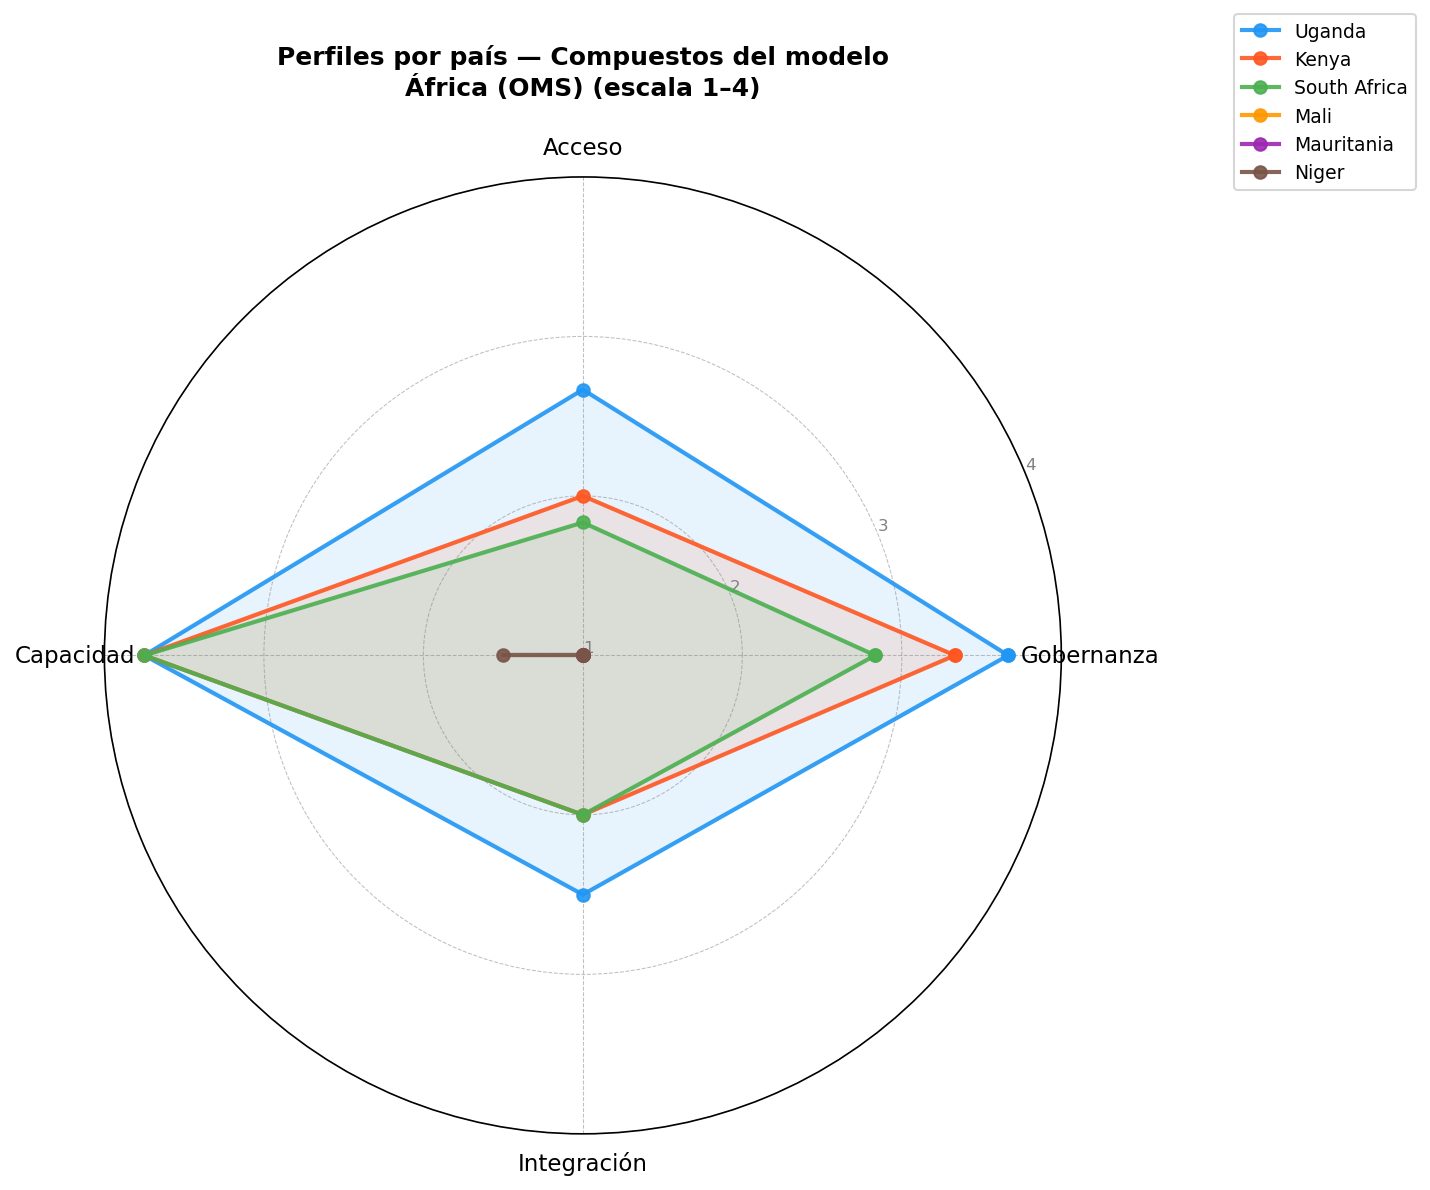 Perfiles por país — Compuestos del modelo
África (OMS) (escala 1–4)
Uganda
Kenya
South Africa
Mali
Mauritania
Niger
Acceso
4
3
2
1
Capacidad
Gobernanza
Integración